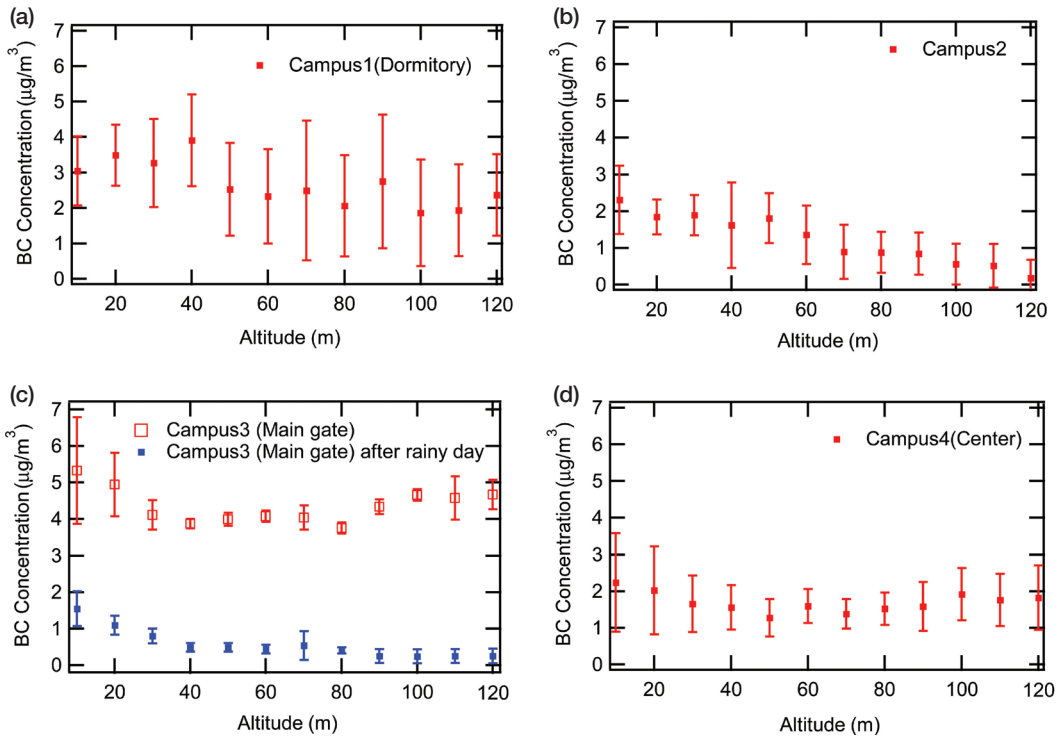 (a)
7
6
5
4
3
2
1
0
BC Concentration (µg/m³)
Campus1(Dormitory)
20 40 60 80 100 120
Altitude (m)
(b)
7
6
5
4
3
2
1
0
BC Concentration (µg/m³)
Campus2
20 40 60 80 100 120
Altitude (m)
(c)
7
6
5
4
3
2
1
0
BC Concentration (µg/m³)
Campus3 (Main gate)
Campus3 (Main gate) after rainy day
20 40 60 80 100 120
Altitude (m)
(d)
7
6
5
4
3
2
1
0
BC Concentration (µg/m³)
Campus4(Center)
20 40 60 80 100 120
Altitude (m)